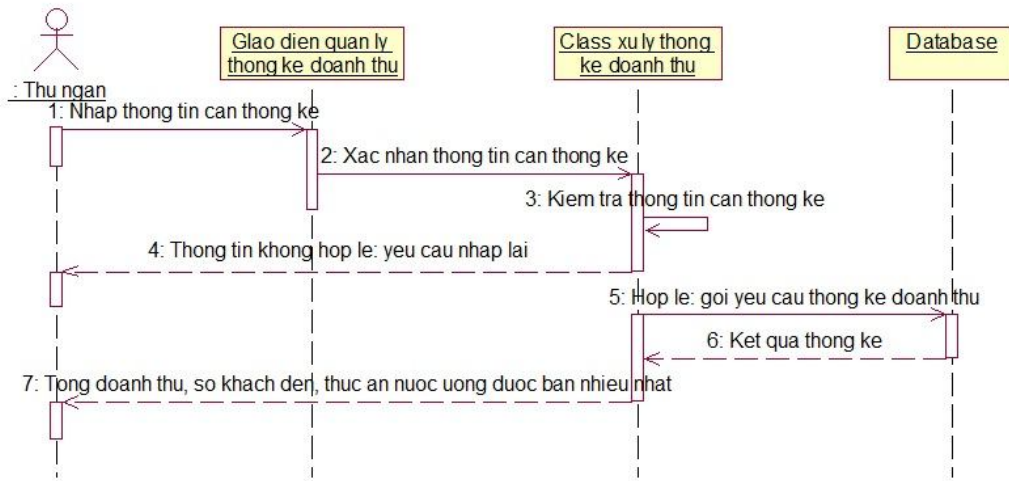 Giao dien quan ly
thong ke doanh thu
Class xu ly thong
ke doanh thu
Database
: Thu ngan
1: Nhap thong tin can thong ke
2: Xac nhan thong tin can thong ke
3: Kiem tra thong tin can thong ke
4: Thong tin khong hop le: yeu cau nhap lai
5: Hop le: goi yeu cau thong ke doanh thu
6: Ket qua thong ke
7: Tong doanh thu, so khach den, thuc an nuoc uong duoc ban nhieu nhat